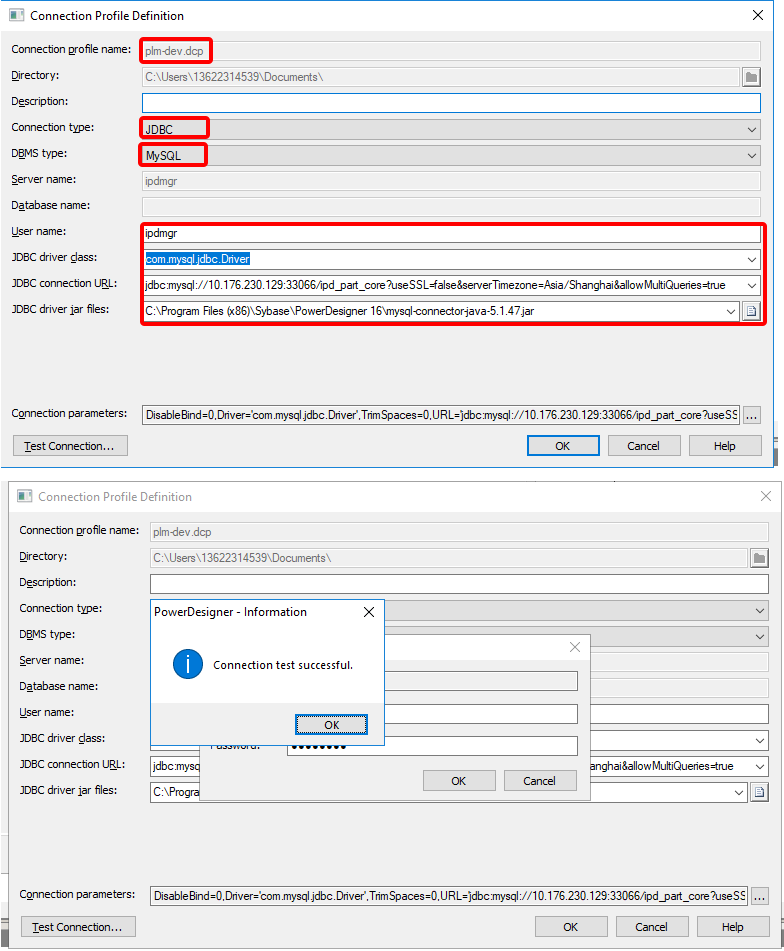 Connection Profile Definition
Connection profile name: plm-dev.dcp
Directory: C:\Users\13622314539\Documents\
Description:
Connection type: JDBC
DBMS type: MySQL
Server name: ipdmgr
Database name:
User name: ipdmgr
JDBC driver class: com.mysql.jdbc.Driver
JDBC connection URL: jdbc:mysql://10.176.230.129:33066/ipd_part_core?useSSL=false&serverTimezone=Asia/Shanghai&allowMultiQueries=true
JDBC driver jar files: C:\Program Files (x86)\Sybase\PowerDesigner 16\mysql-connector-java-5.1.47.jar
Connection parameters: DisableBind=0,Driver='com.mysql.jdbc.Driver',TrimSpaces=0,URL='jdbc:mysql://10.176.230.129:33066/ipd_part_core?useSS ...
Test Connection... OK Cancel Help
Connection Profile Definition
Connection profile name: plm-dev.dcp
Directory: C:\Users\13622314539\Documents\
Description:
Connection type:
PowerDesigner - Information
DBMS type:
Server name:
Connection test successful.
Database name:
User name:
OK
JDBC driver class:
Password: ●●●●●●●●
JDBC connection URL: jdbc:mysq anghai&allowMultiQueries=true
JDBC driver jar files: C:\Progra
OK Cancel
Connection parameters: DisableBind=0,Driver='com.mysql.jdbc.Driver',TrimSpaces=0,URL='jdbc:mysql://10.176.230.129:33066/ipd_part_core?useSS ...
Test Connection... OK Cancel Help